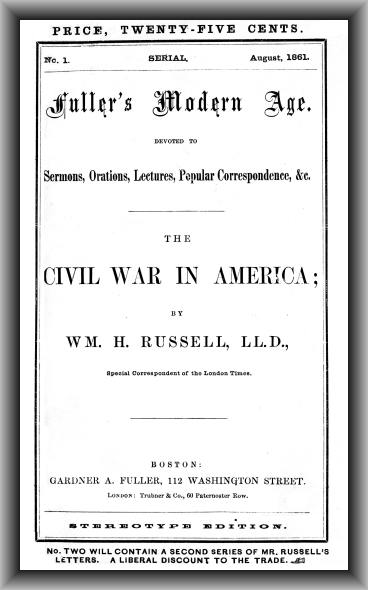 PRICE, TWENTY-FIVE CENTS.
No. 1. SERIAL. August, 1861.
Fuller's Modern Age.
DEVOTED TO
Sermons, Orations, Lectures, Popular Correspondence, &c.
THE
CIVIL WAR IN AMERICA;
BY
WM. H. RUSSELL, LL.D.,
Special Correspondent of the London Times.
BOSTON:
GARDNER A. FULLER, 112 WASHINGTON STREET.
LONDON: Trubner & Co., 60 Paternoster Row.
STEREOTYPE EDITION.
No. TWO WILL CONTAIN A SECOND SERIES OF MR. RUSSELL'S
LETTERS. A LIBERAL DISCOUNT TO THE TRADE.